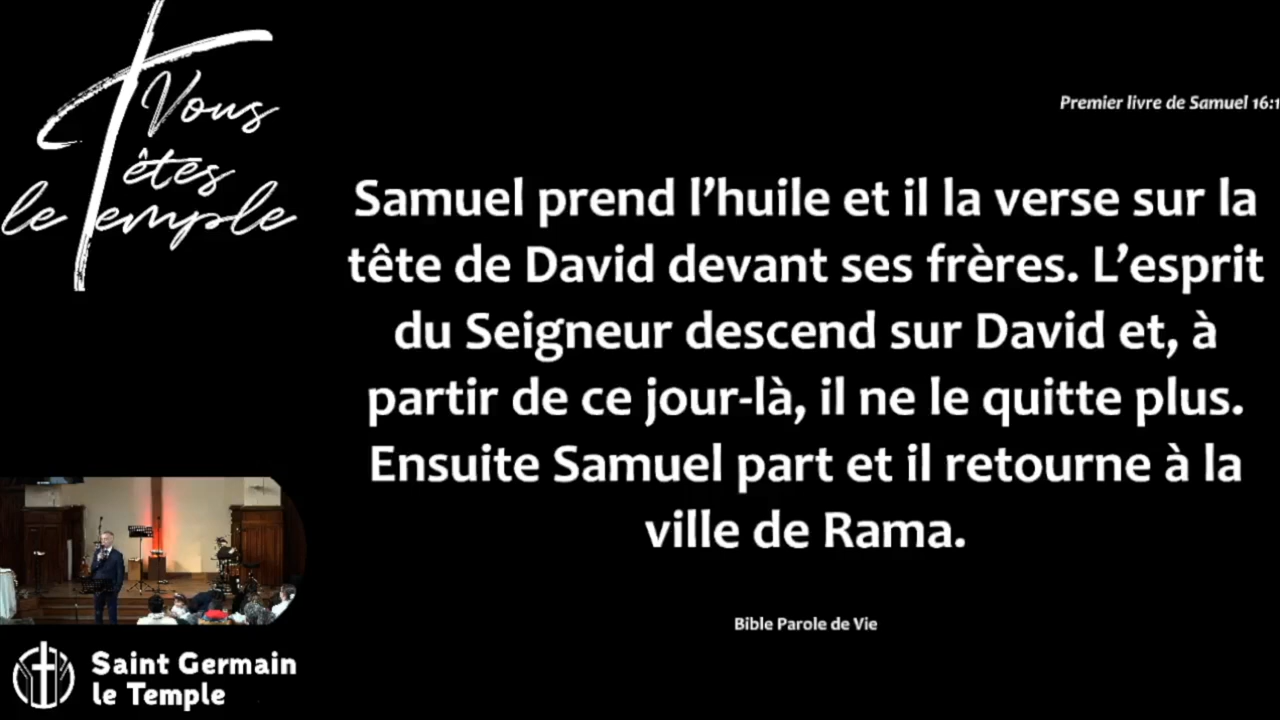 Vous
êtes
le Temple
Premier livre de Samuel 16:1
Samuel prend l’huile et il la verse sur la
tête de David devant ses frères. L’esprit
du Seigneur descend sur David et, à
partir de ce jour-là, il ne le quitte plus.
Ensuite Samuel part et il retourne à la
ville de Rama.
Bible Parole de Vie
Saint Germain
le Temple